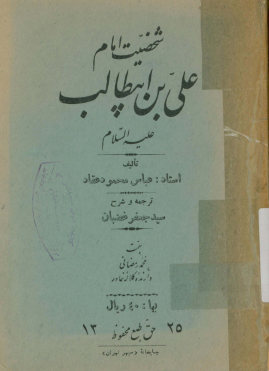 شخصیت امام
علی بن ابیطالب
علیه السلام
تألیف
استاد: عباس محمود عقاد
ترجمه و شرح
سید جعفر غضبان
بهمت
محمد رمضانی
دارنده کلاله خاور
بها: ۴۰ ریال
۲۵ حق طبع محفوظ ۱۳
چاپخانه